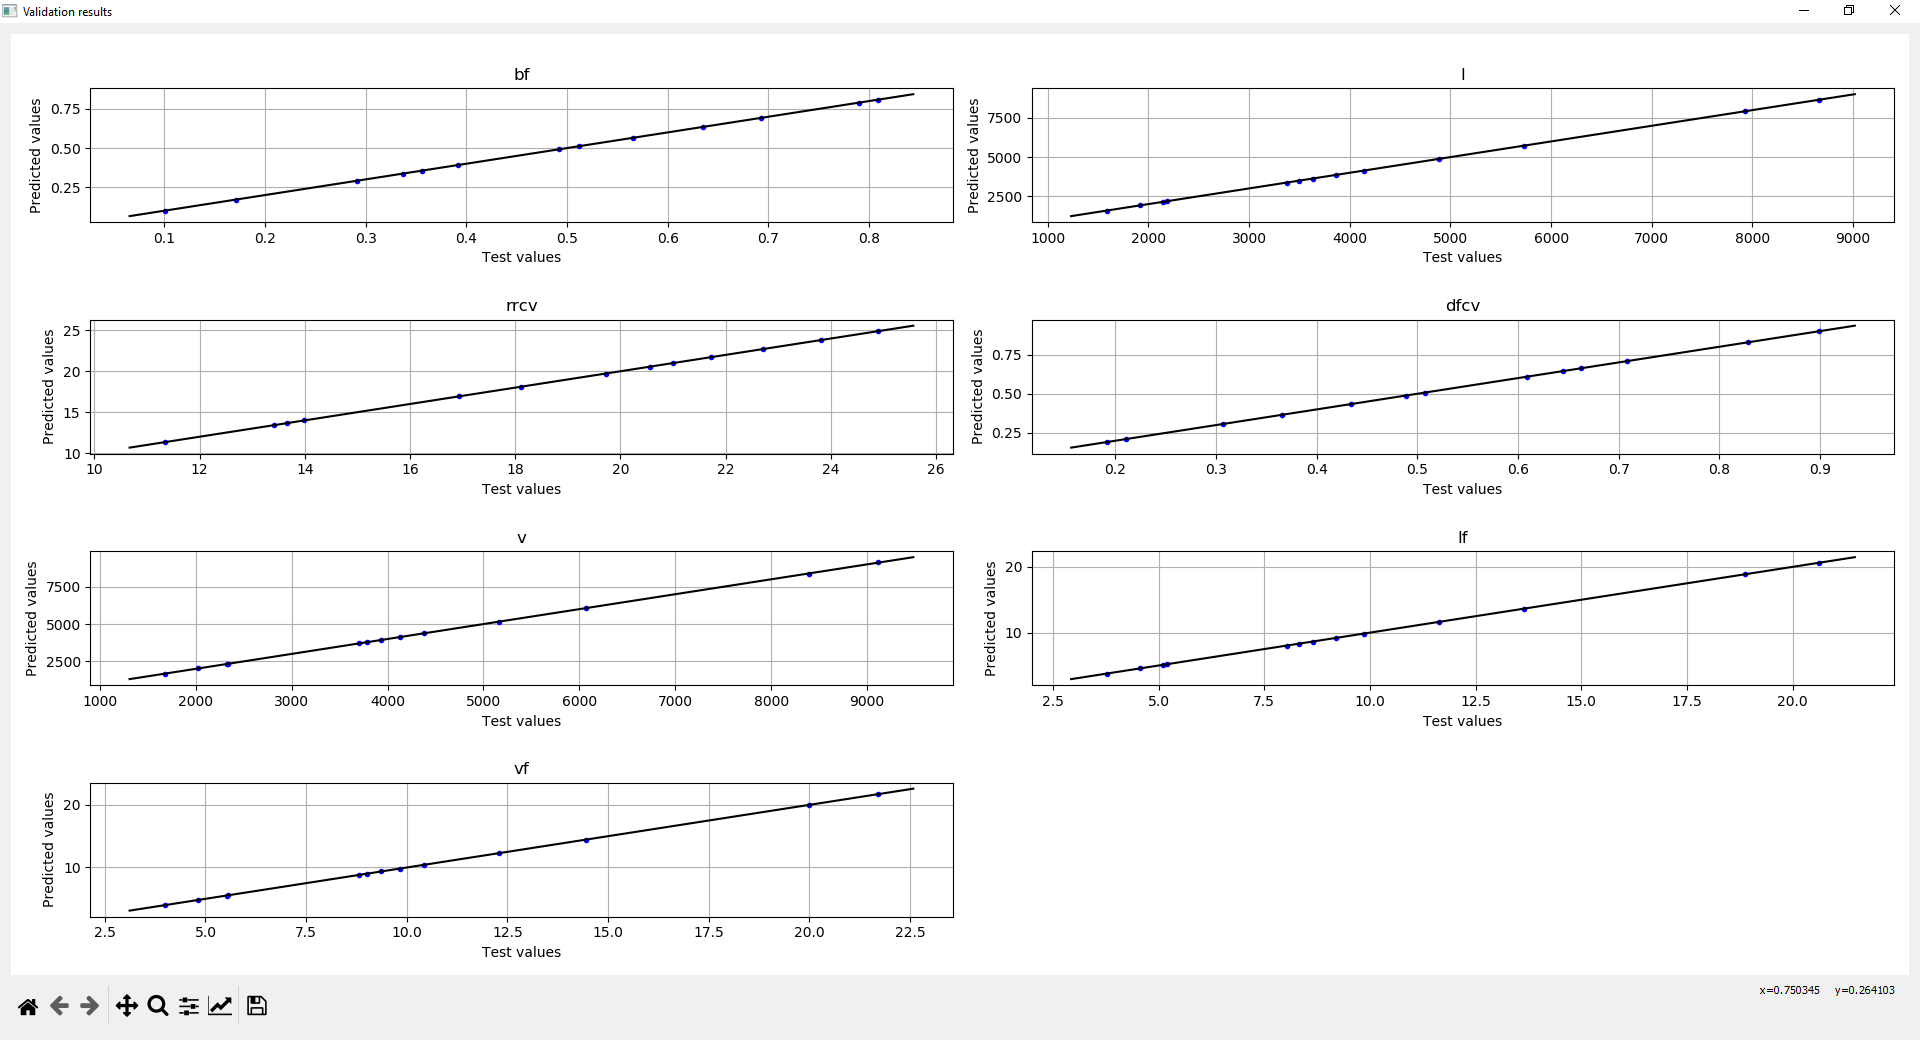 Validation results
bf
Predicted values
0.75
0.50
0.25
0.1 0.2 0.3 0.4 0.5 0.6 0.7 0.8
Test values
l
Predicted values
7500
5000
2500
1000 2000 3000 4000 5000 6000 7000 8000 9000
Test values
rrcv
Predicted values
25
20
15
10
10 12 14 16 18 20 22 24 26
Test values
dfcv
Predicted values
0.75
0.50
0.25
0.2 0.3 0.4 0.5 0.6 0.7 0.8 0.9
Test values
v
Predicted values
7500
5000
2500
1000 2000 3000 4000 5000 6000 7000 8000 9000
Test values
lf
Predicted values
20
10
2.5 5.0 7.5 10.0 12.5 15.0 17.5 20.0
Test values
vf
Predicted values
20
10
2.5 5.0 7.5 10.0 12.5 15.0 17.5 20.0 22.5
Test values
x=0.750345 y=0.264103